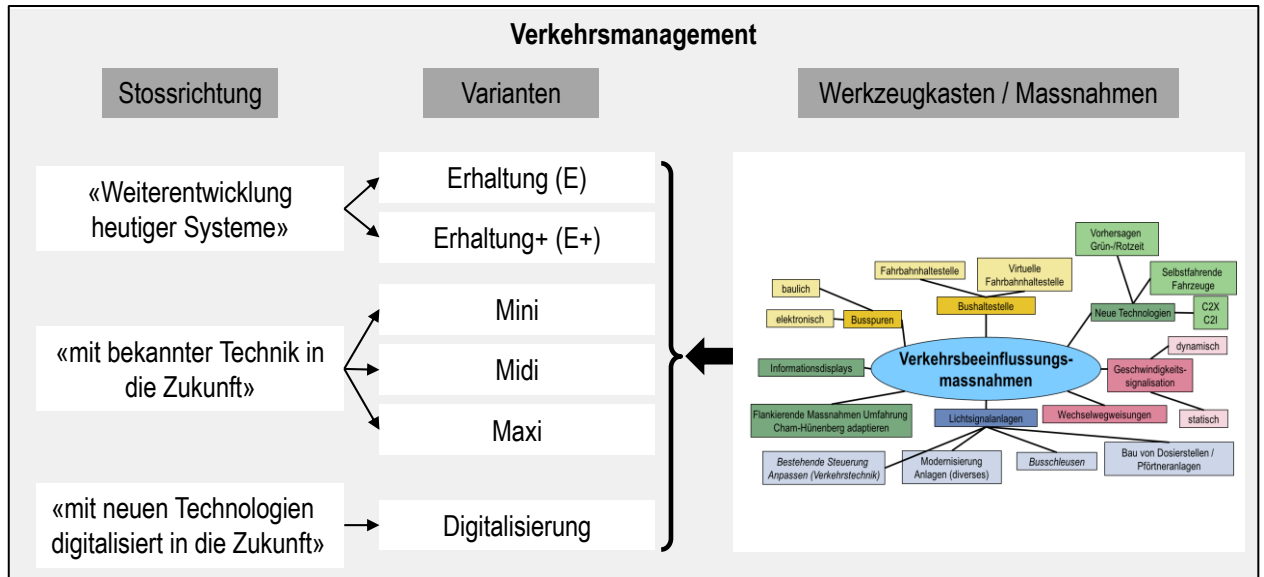 Verkehrsmanagement
Stossrichtung
Varianten
Werkzeugkasten / Massnahmen
«Weiterentwicklung
heutiger Systeme»
Erhaltung (E)
Erhaltung+ (E+)
«mit bekannter Technik in
die Zukunft»
Mini
Midi
Maxi
«mit neuen Technologien
digitalisiert in die Zukunft»
Digitalisierung
Vorhersagen
Grün-/Rotzeit
Fahrbahnhaltestelle
Virtuelle
Fahrbahnhaltestelle
Selbstfahrende
Fahrzeuge
baulich
Bushaltestelle
elektronisch
Busspuren
Neue Technologien
C2X
C2I
Verkehrsbeeinflussungs-
massnahmen
dynamisch
Informationsdisplays
Geschwindigkeits-
signalisation
Flankierende Massnahmen Umfahrung
Cham-Hünenberg adaptieren
Lichtsignalanlagen
Wechselwegweisungen
statisch
Bestehende Steuerung
Anpassen (Verkehrstechnik)
Modernisierung
Anlagen (diverses)
Busschleusen
Bau von Dosierstellen /
Pförtneranlagen